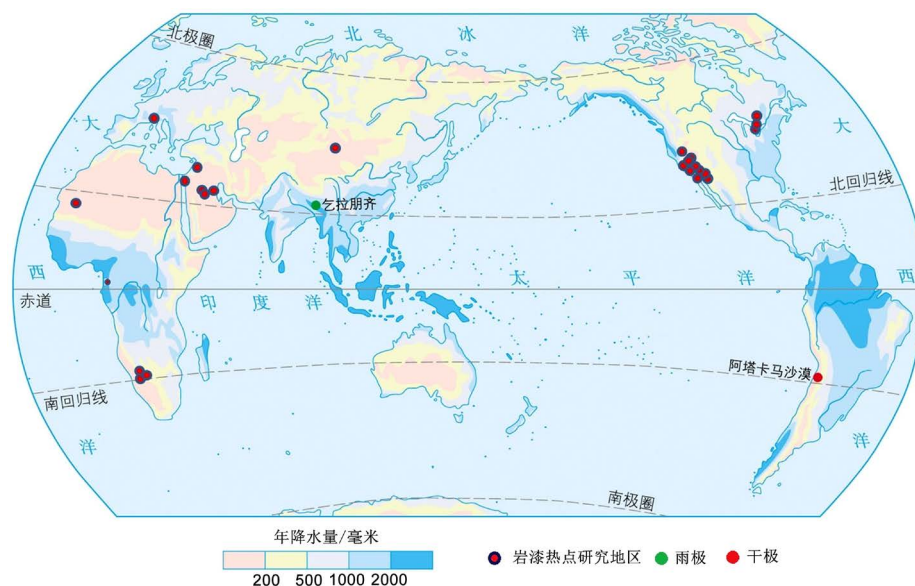 北极圈
北 冰 洋
大
大
北回归线
乞拉朋齐
西
太 平 洋
西
赤道
印 度 洋
阿塔卡马沙漠
南回归线
洋
洋
南极圈
年降水量/毫米
200 500 1000 2000
岩漆热点研究地区
雨极
干极